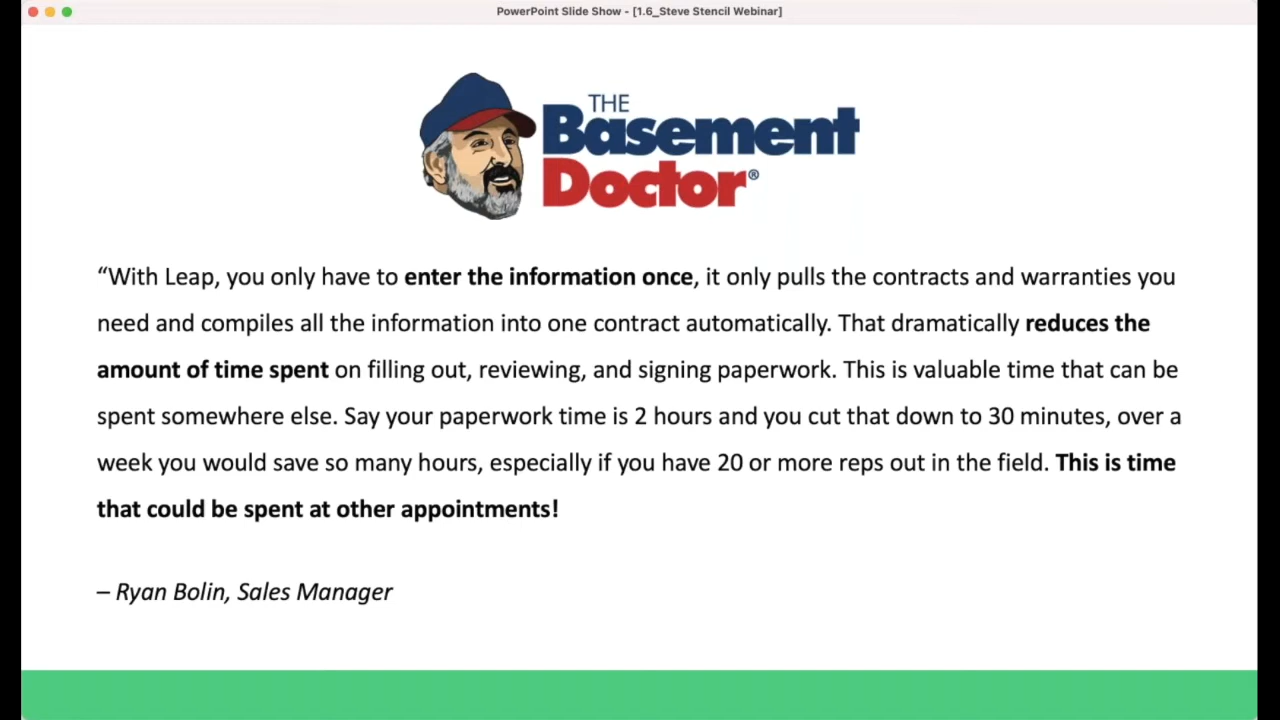 PowerPoint Slide Show - [1.6_Steve Stencil Webinar]
THE
Basement
Doctor®
“With Leap, you only have to enter the information once, it only pulls the contracts and warranties you
need and compiles all the information into one contract automatically. That dramatically reduces the
amount of time spent on filling out, reviewing, and signing paperwork. This is valuable time that can be
spent somewhere else. Say your paperwork time is 2 hours and you cut that down to 30 minutes, over a
week you would save so many hours, especially if you have 20 or more reps out in the field. This is time
that could be spent at other appointments!
– Ryan Bolin, Sales Manager